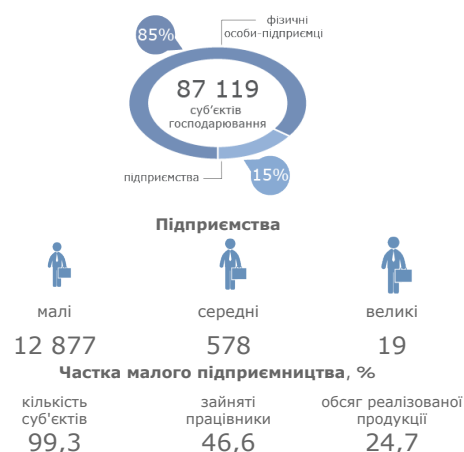 85%
фізичні
особи-підприємці
87 119
суб’єктів
господарювання
підприємства
15%
Підприємства
малі
середні
великі
12 877
578
19
Частка малого підприємництва, %
кількість
суб'єктів
зайняті
працівники
обсяг реалізованої
продукції
99,3
46,6
24,7